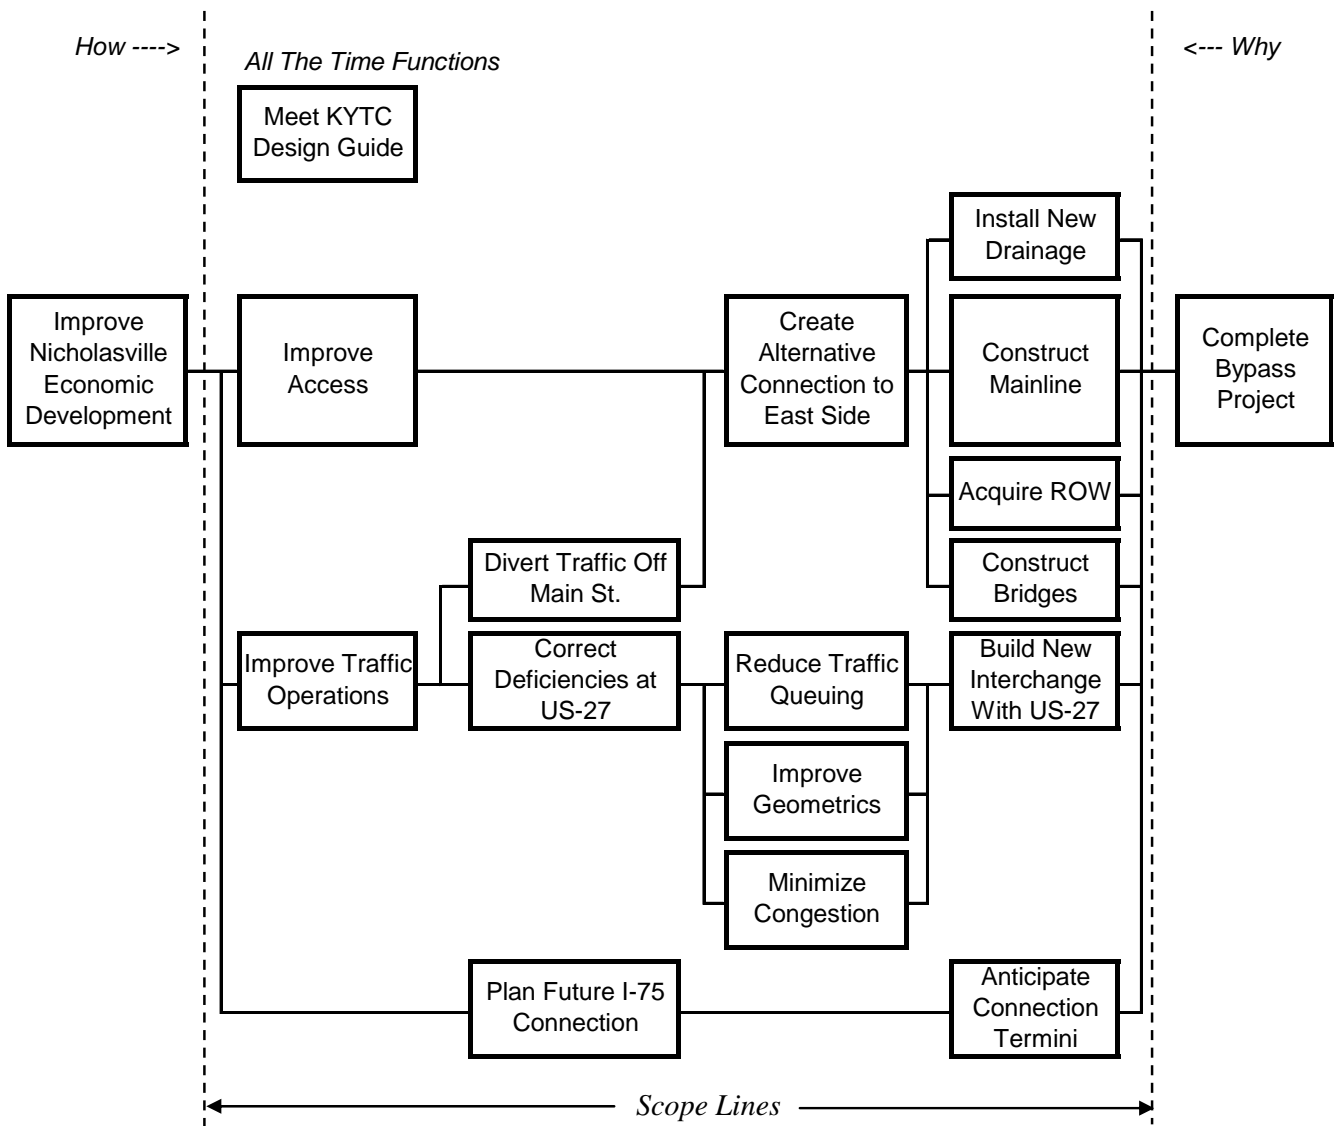 How ---->
<--- Why
All The Time Functions
Meet KYTC
Design Guide
Install New
Drainage
Improve
Nicholasville
Economic
Development
Improve
Access
Create
Alternative
Connection to
East Side
Construct
Mainline
Complete
Bypass
Project
Acquire ROW
Divert Traffic Off
Main St.
Construct
Bridges
Improve Traffic
Operations
Correct
Deficiencies at
US-27
Reduce Traffic
Queuing
Build New
Interchange
With US-27
Improve
Geometrics
Minimize
Congestion
Plan Future I-75
Connection
Anticipate
Connection
Termini
Scope Lines